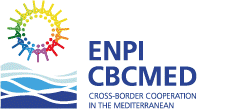 ENPI
CBCMED
CROSS-BORDER COOPERATION
IN THE MEDITERRANEAN